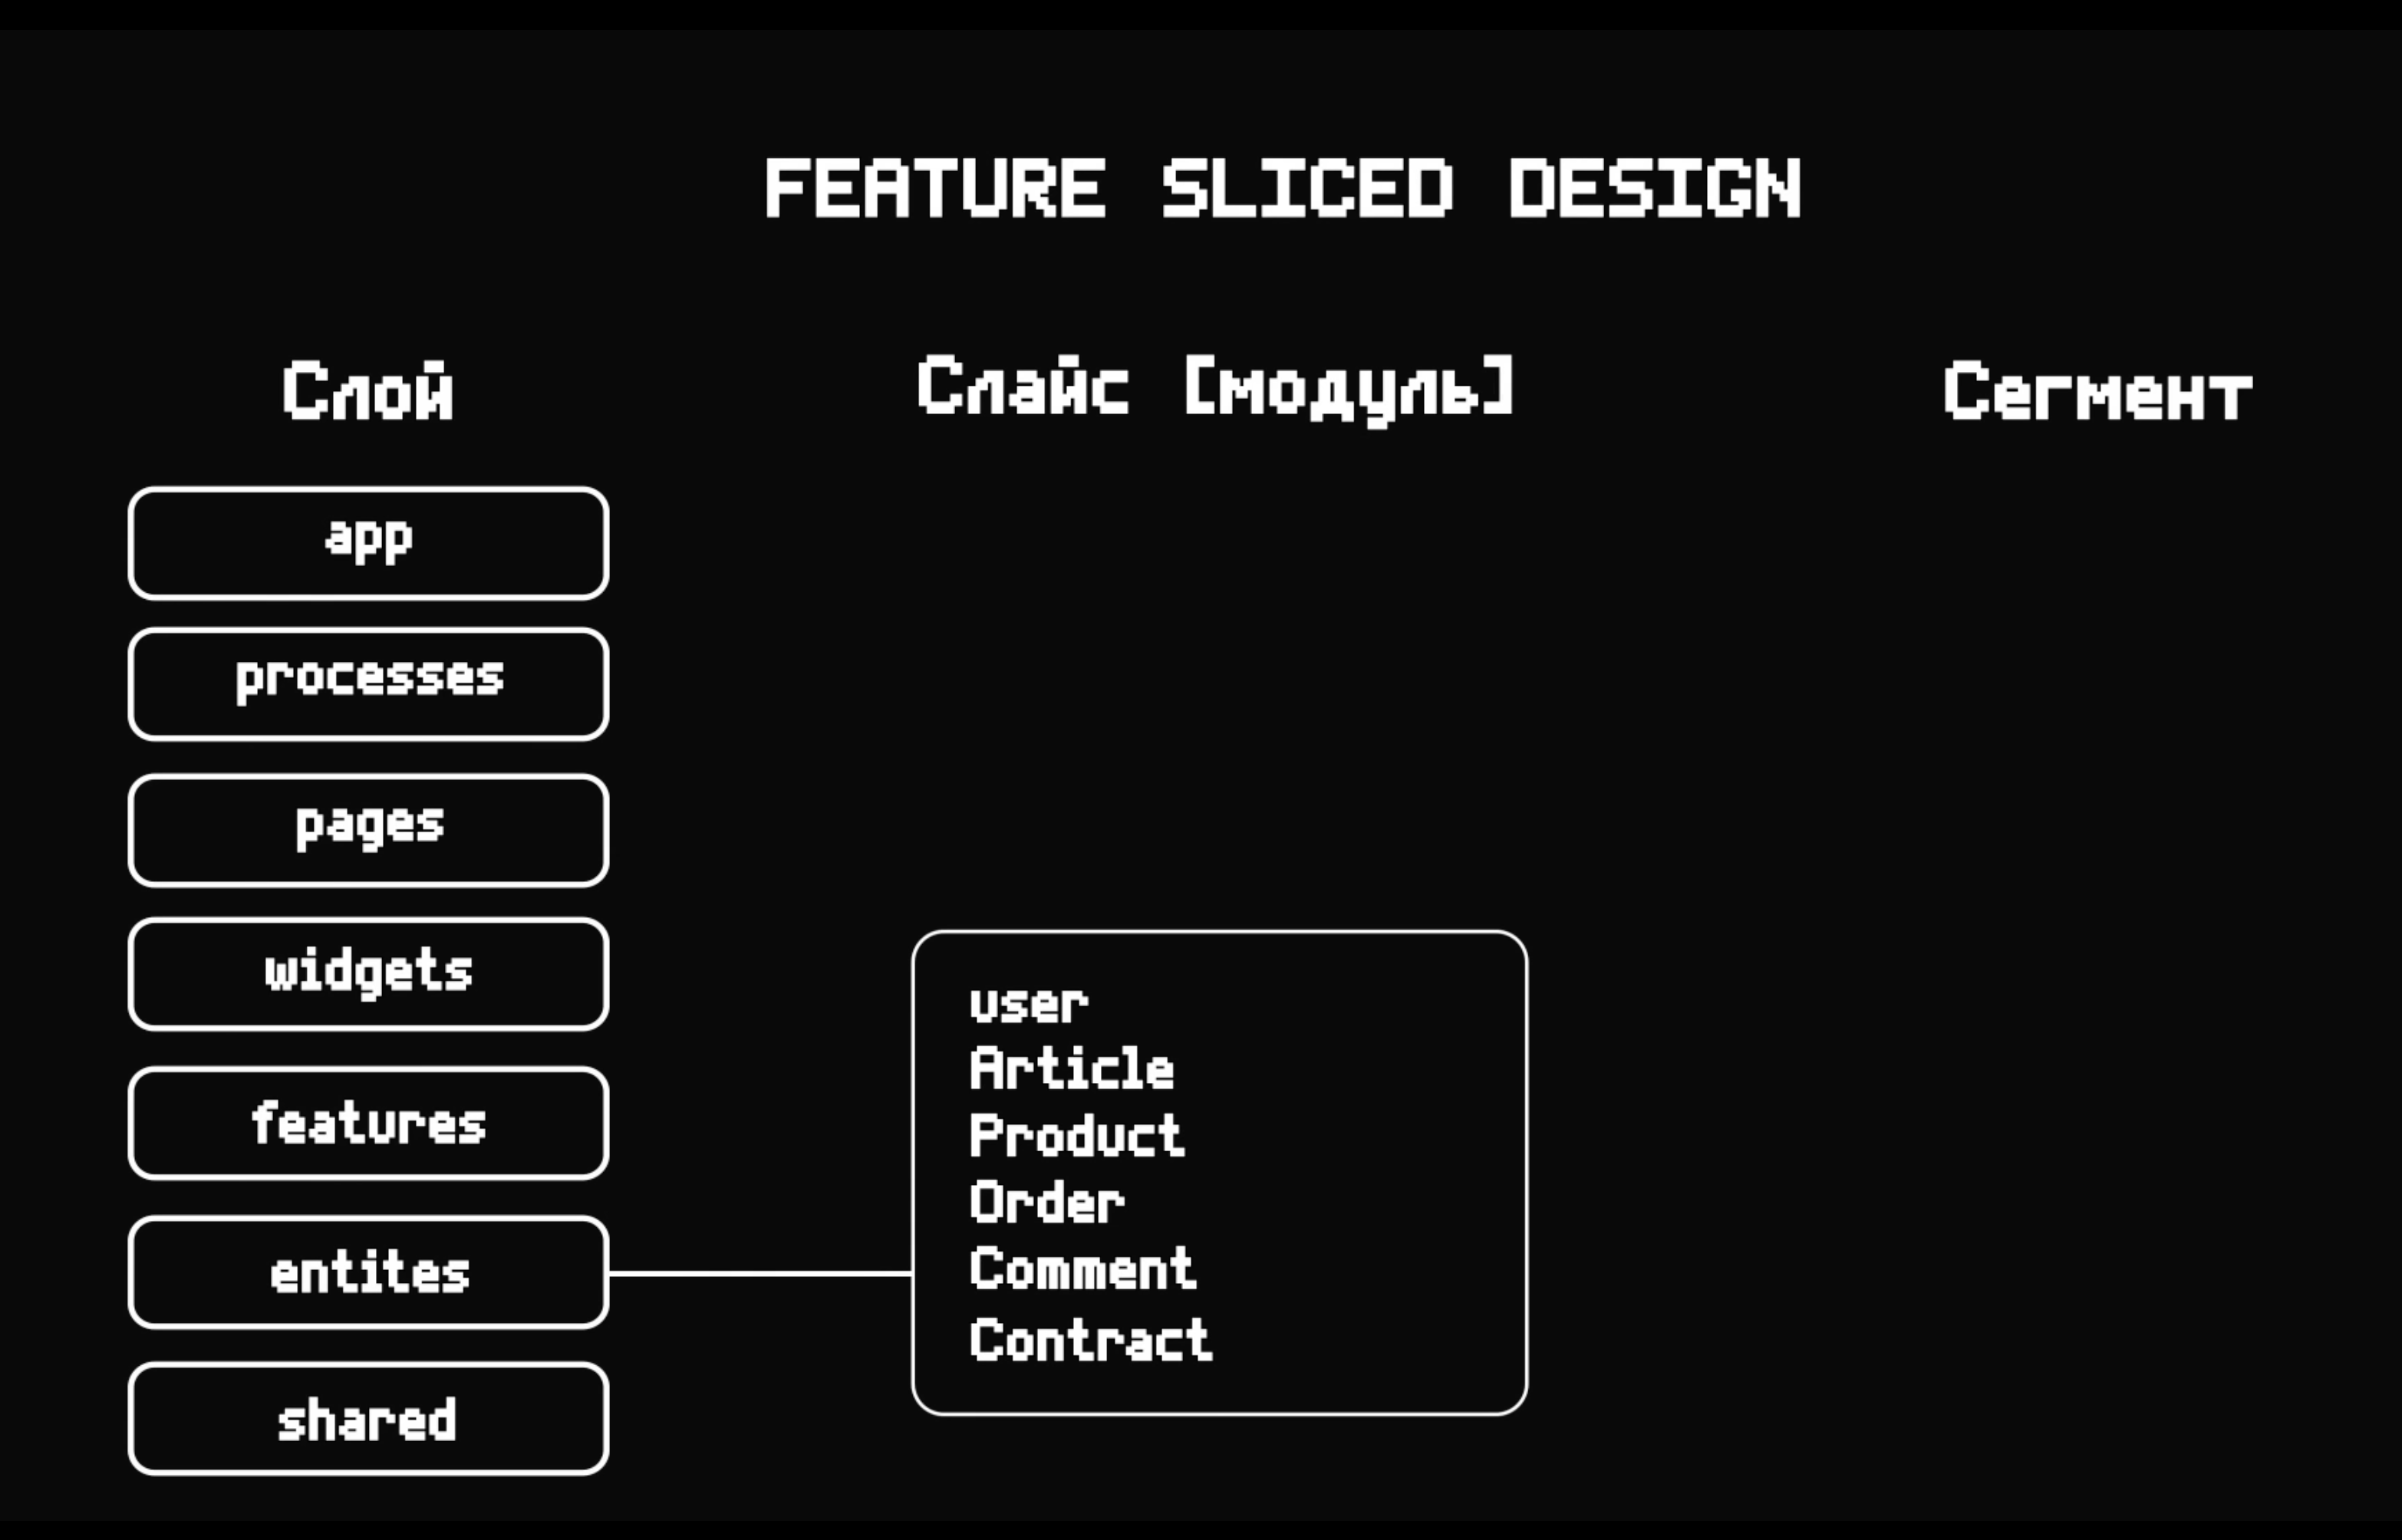 FEATURE SLICED DESIGN
Слой
Слайс [модуль]
Сегмент
app
processes
pages
widgets
features
entites
shared
user
Article
Product
Order
Comment
Contract